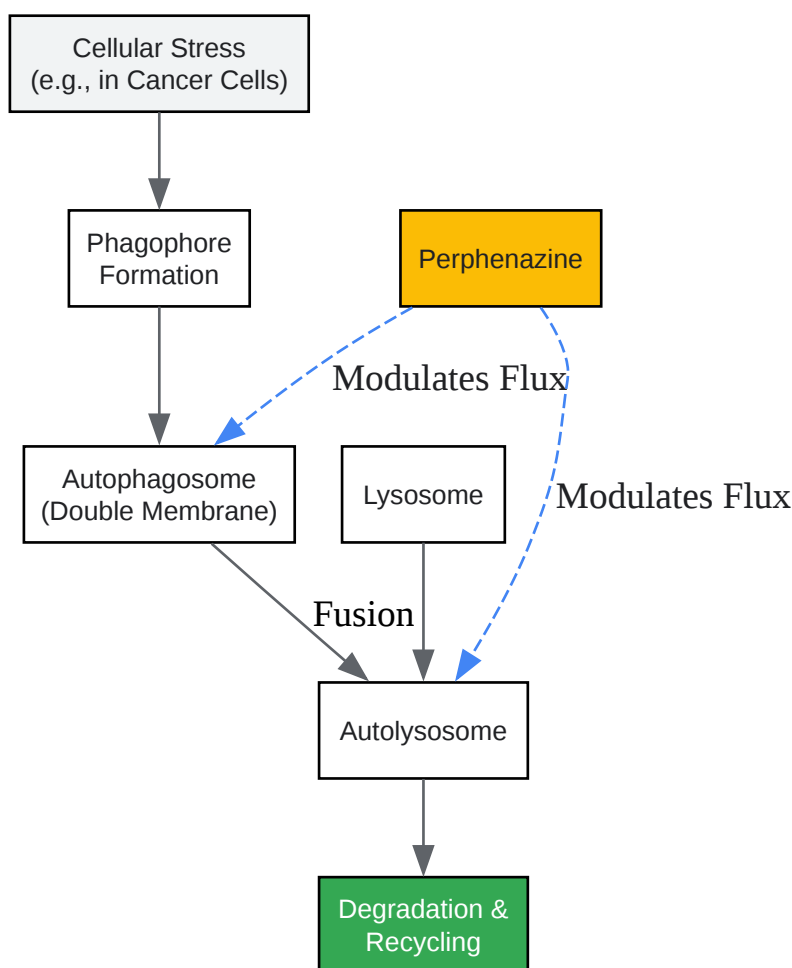 Cellular Stress
(e.g., in Cancer Cells)
Phagophore
Formation
Perphenazine
Modulates Flux
Autophagosome
(Double Membrane)
Lysosome
Modulates Flux
Fusion
Autolysosome
Degradation &
Recycling